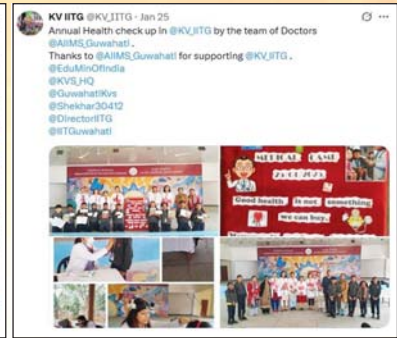 KV IITG @KV_IITG · Jan 25
Annual Health check up in @KV_IITG by the team of Doctors
@AIIMS_Guwahati .
Thanks to @AIIMS_Guwahati for supporting @KV_IITG .
@EduMinOfIndia
@KVS_HQ
@GuwahatiKvs
@Shekhar30412
@DirectorIITG
@IITGuwahati
MEDICAL CAMP
Good health is not something
we can buy.